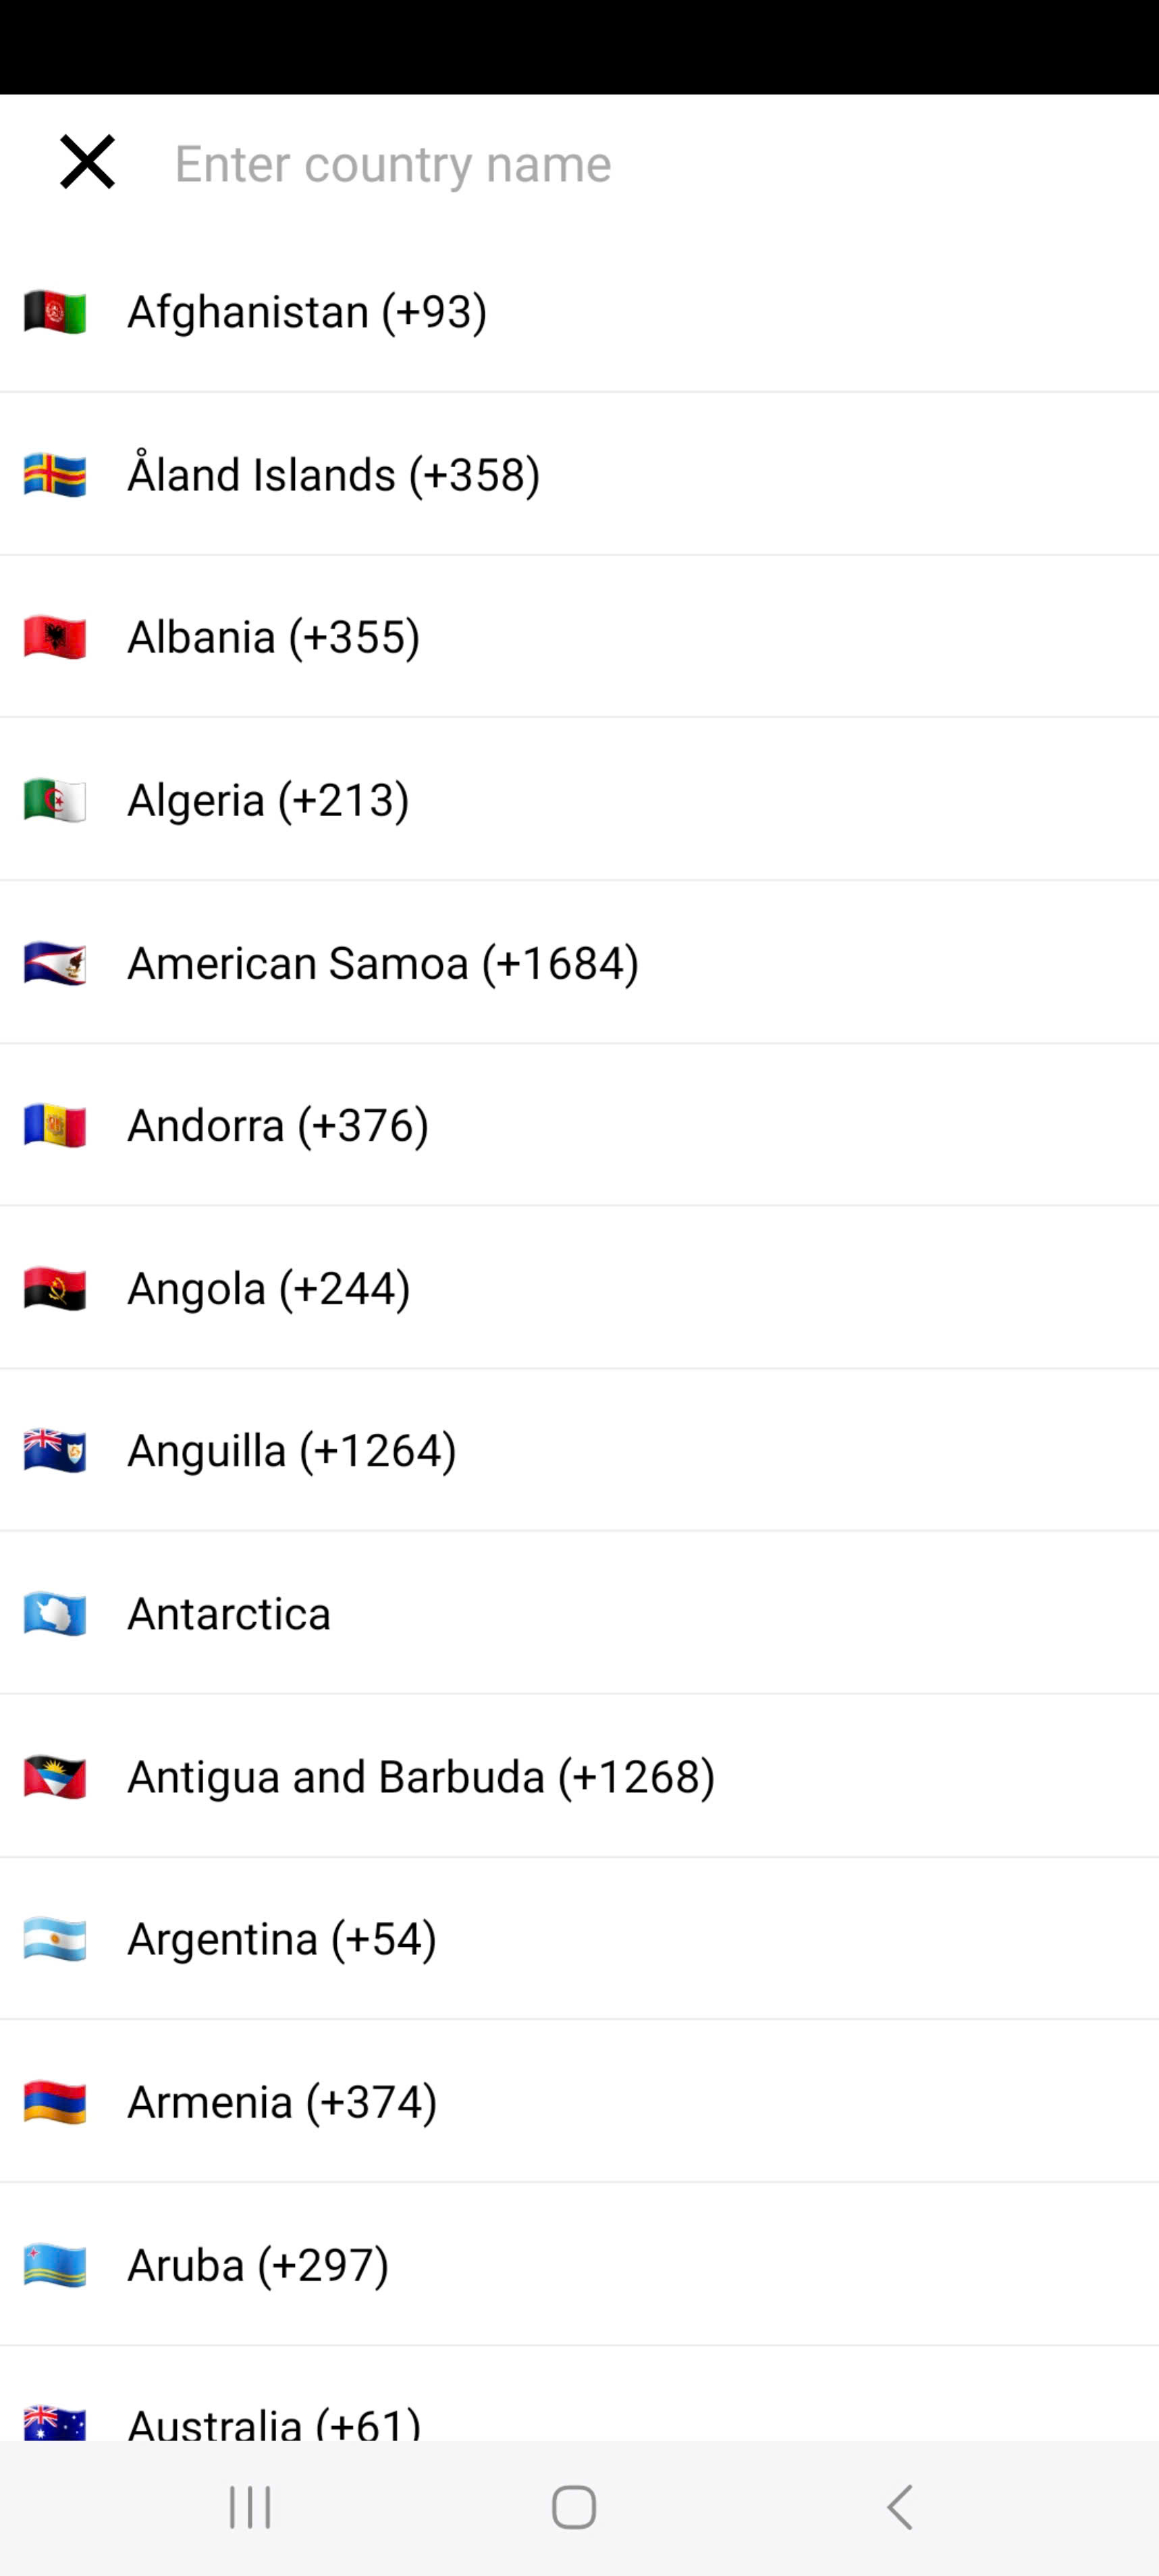 Enter country name
Afghanistan (+93)
Åland Islands (+358)
Albania (+355)
Algeria (+213)
American Samoa (+1684)
Andorra (+376)
Angola (+244)
Anguilla (+1264)
Antarctica
Antigua and Barbuda (+1268)
Argentina (+54)
Armenia (+374)
Aruba (+297)
Australia (+61)